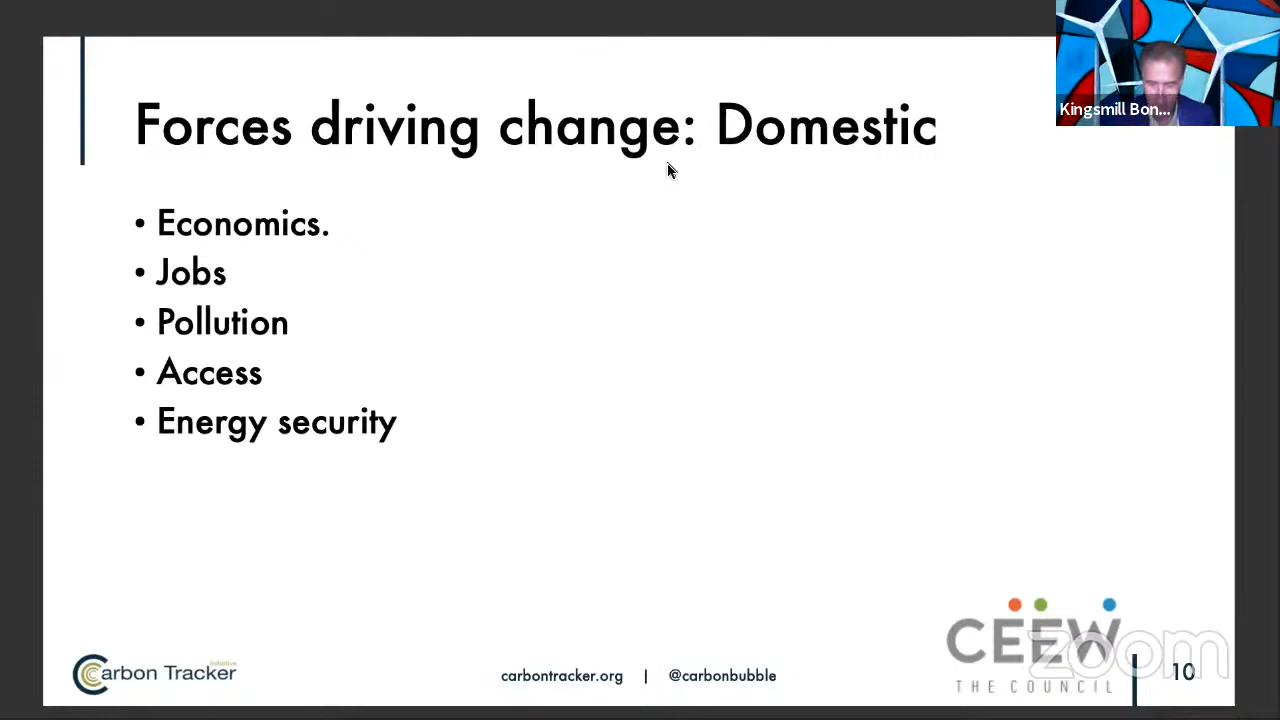 Forces driving change: Domestic
Kingsmill Bon...
• Economics.
• Jobs
• Pollution
• Access
• Energy security
Carbon Tracker
Initiative
carbontracker.org | @carbonbubble
CEEW
THE COUNCIL
zoom
10